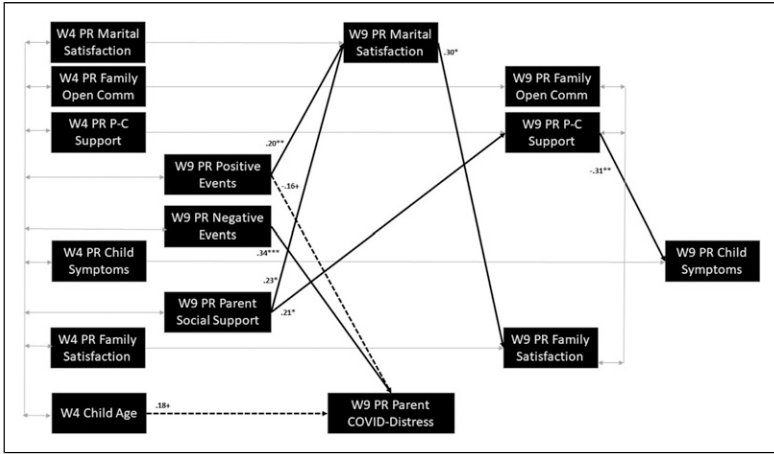 W4 PR Marital
Satisfaction
W9 PR Marital
Satisfaction
.30*
W4 PR Family
Open Comm
W9 PR Family
Open Comm
W4 PR P-C
Support
W9 PR P-C
Support
.20**
W9 PR Positive
Events
-.16+
-.31**
W9 PR Negative
Events
.34***
W4 PR Child
Symptoms
W9 PR Child
Symptoms
.23*
W9 PR Parent
Social Support
.21*
W4 PR Family
Satisfaction
W9 PR Family
Satisfaction
W4 Child Age
.18+
W9 PR Parent
COVID-Distress